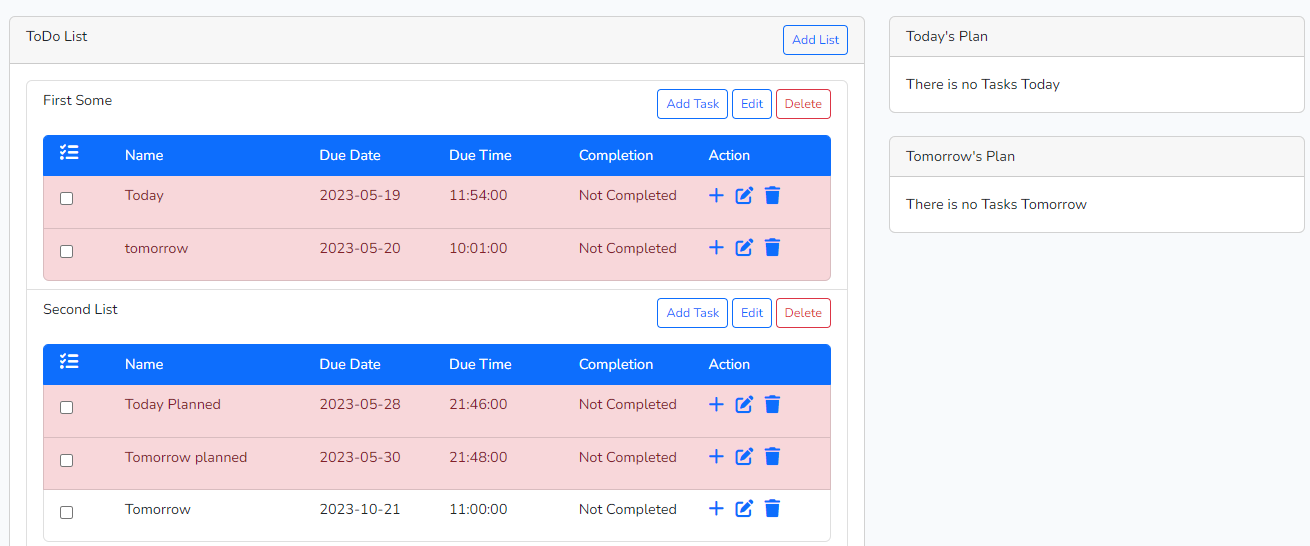 ToDo List
Add List
First Some
Add Task Edit Delete
Name Due Date Due Time Completion Action
Today 2023-05-19 11:54:00 Not Completed
tomorrow 2023-05-20 10:01:00 Not Completed
Second List
Add Task Edit Delete
Name Due Date Due Time Completion Action
Today Planned 2023-05-28 21:46:00 Not Completed
Tomorrow planned 2023-05-30 21:48:00 Not Completed
Tomorrow 2023-10-21 11:00:00 Not Completed
Today's Plan
There is no Tasks Today
Tomorrow's Plan
There is no Tasks Tomorrow